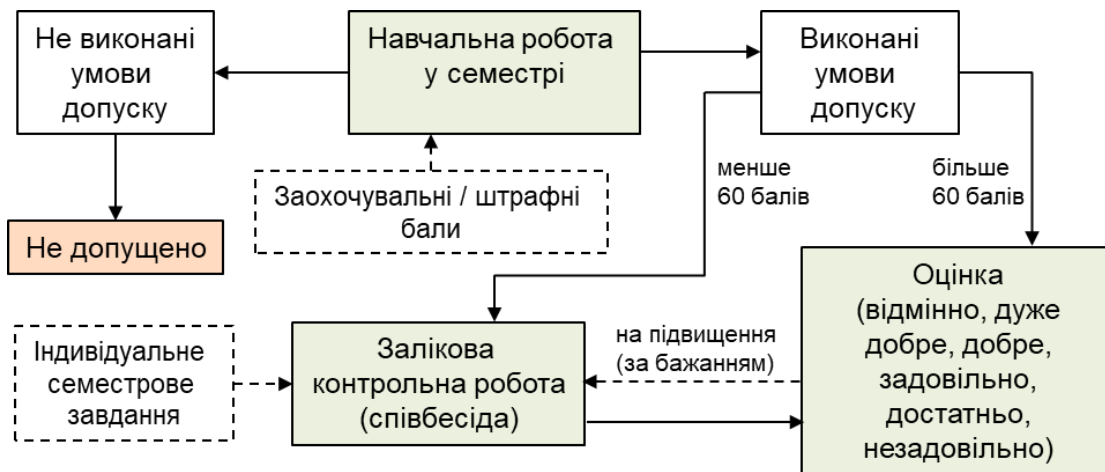 Не виконані
умови
допуску
Навчальна робота
у семестрі
Виконані
умови
допуску
менше
60 балів
більше
60 балів
Заохочувальні / штрафні
бали
Не допущено
Індивідуальне
семестрове
завдання
Залікова
контрольна робота
(співбесіда)
на підвищення
(за бажанням)
Оцінка
(відмінно, дуже
добре, добре,
задовільно,
достатньо,
незадовільно)